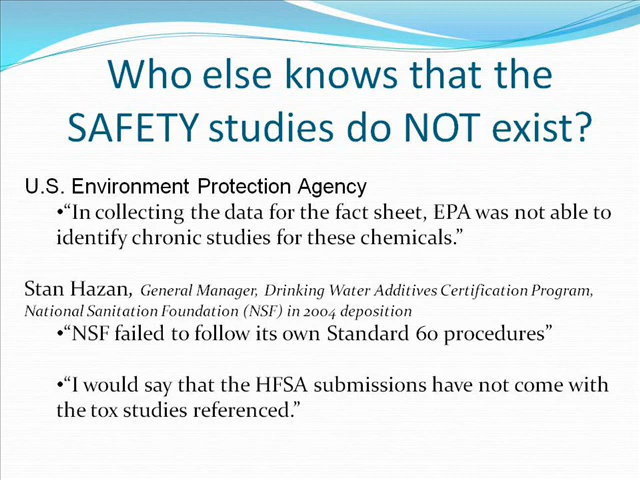 Who else knows that the
SAFETY studies do NOT exist?
U.S. Environment Protection Agency
•“In collecting the data for the fact sheet, EPA was not able to
identify chronic studies for these chemicals.”
Stan Hazan, General Manager, Drinking Water Additives Certification Program,
National Sanitation Foundation (NSF) in 2004 deposition
•“NSF failed to follow its own Standard 60 procedures”
•“I would say that the HFSA submissions have not come with
the tox studies referenced.”